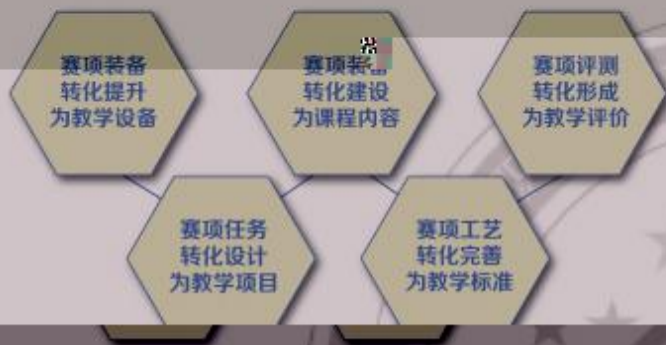 赛项装备
转化提升
为教学设备
赛项装
转化建设
为课程内容
赛项评测
转化形成
为教学评价
赛项任务
转化设计
为教学项目
赛项工艺
转化完善
为教学标准